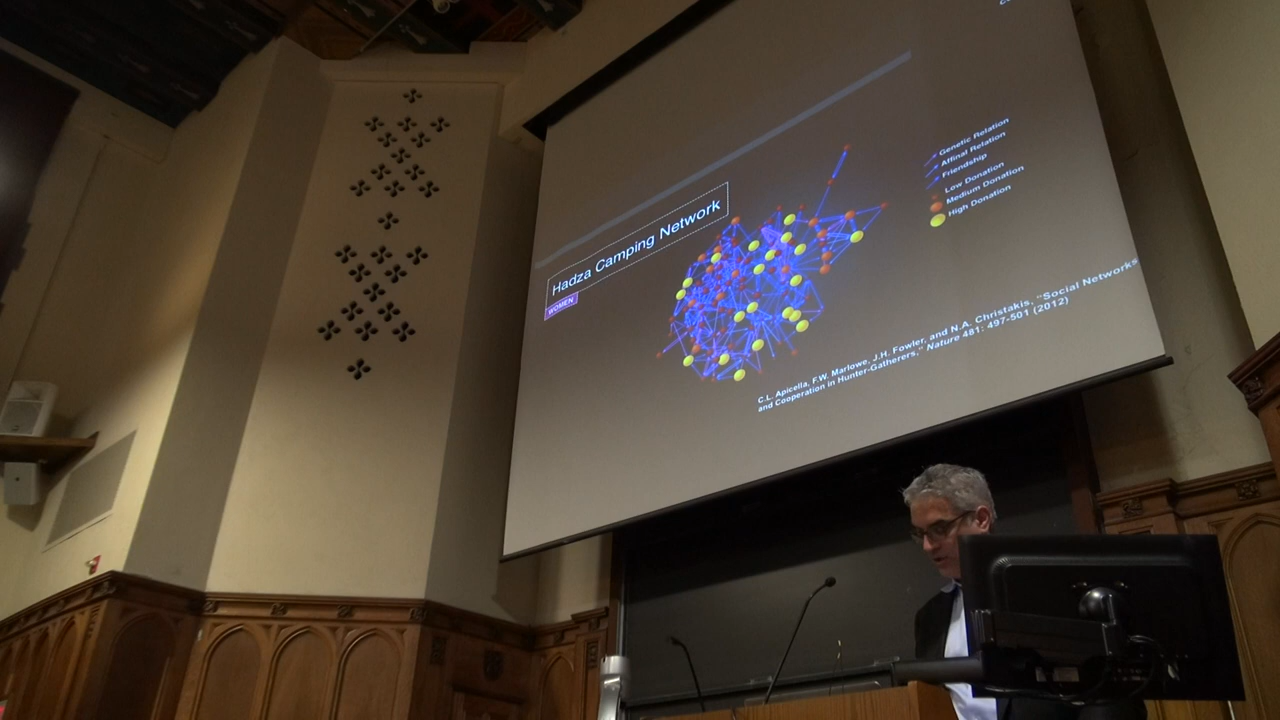 Hadza Camping Network
WOMEN
Genetic Relation
Affinal Relation
Friendship
Low Donation
Medium Donation
High Donation
C.L. Apicella, F.W. Marlowe, J.H. Fowler, and N.A. Christakis, "Social Networks
and Cooperation in Hunter-Gatherers," Nature 481: 497-501 (2012)